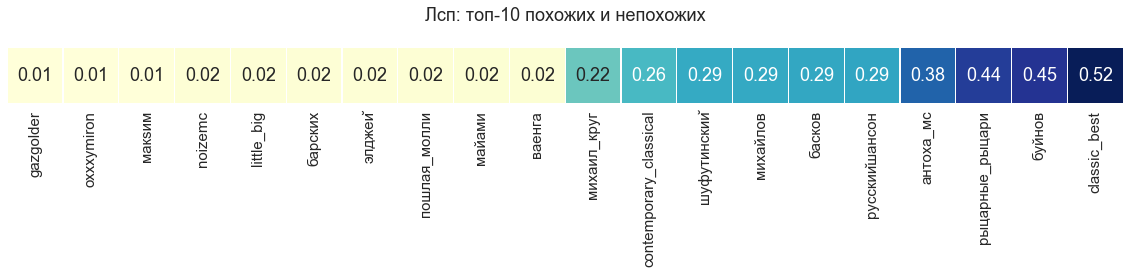 Лсп: топ-10 похожих и непохожих
0.01 0.01 0.01 0.02 0.02 0.02 0.02 0.02 0.02 0.02 0.22 0.26 0.29 0.29 0.29 0.29 0.38 0.44 0.45 0.52
gazgolder
oxxxymiron
макsим
noizemc
little_big
барских
элджей
пошлая_молли
майами
ваенга
михаил_круг
contemporary_classical
шуфутинский
михайлов
басков
русскийшансон
антоха_мс
рыцарные_рыцари
буйнов
classic_best